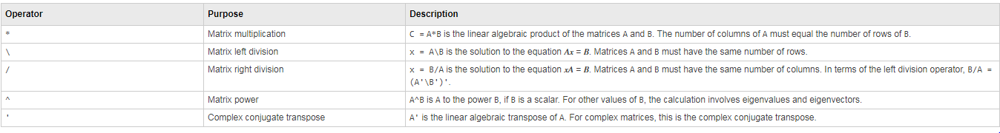 Operator Purpose Description
* Matrix multiplication C = A*B is the linear algebraic product of the matrices A and B. The number of columns of A must equal the number of rows of B.
\ Matrix left division x = A\B is the solution to the equation Ax = B. Matrices A and B must have the same number of rows.
/ Matrix right division x = B/A is the solution to the equation xA = B. Matrices A and B must have the same number of columns. In terms of the left division operator, B/A =
(A'\B')'.
^ Matrix power A^B is A to the power B, if B is a scalar. For other values of B, the calculation involves eigenvalues and eigenvectors.
' Complex conjugate transpose A' is the linear algebraic transpose of A. For complex matrices, this is the complex conjugate transpose.